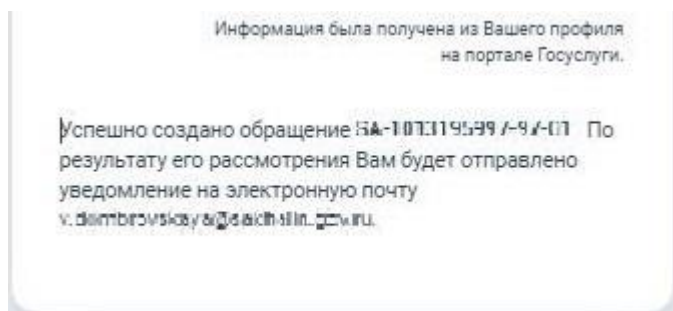 Информация была получена из Вашего профиля
на портале Госуслуги.
Успешно создано обращение По
результату его рассмотрения Вам будет отправлено
уведомление на электронную почту